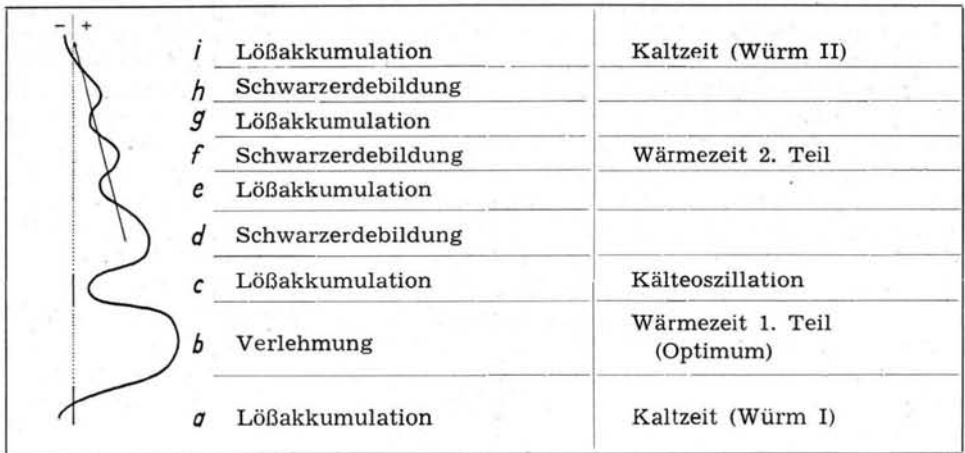 - +
i Lößakkumulation Kaltzeit (Würm II)
h Schwarzerdebildung
g Lößakkumulation
f Schwarzerdebildung Wärmezeit 2. Teil
e Lößakkumulation
d Schwarzerdebildung
c Lößakkumulation Kälteoszillation
b Verlehmung Wärmezeit 1. Teil
(Optimum)
a Lößakkumulation Kaltzeit (Würm I)